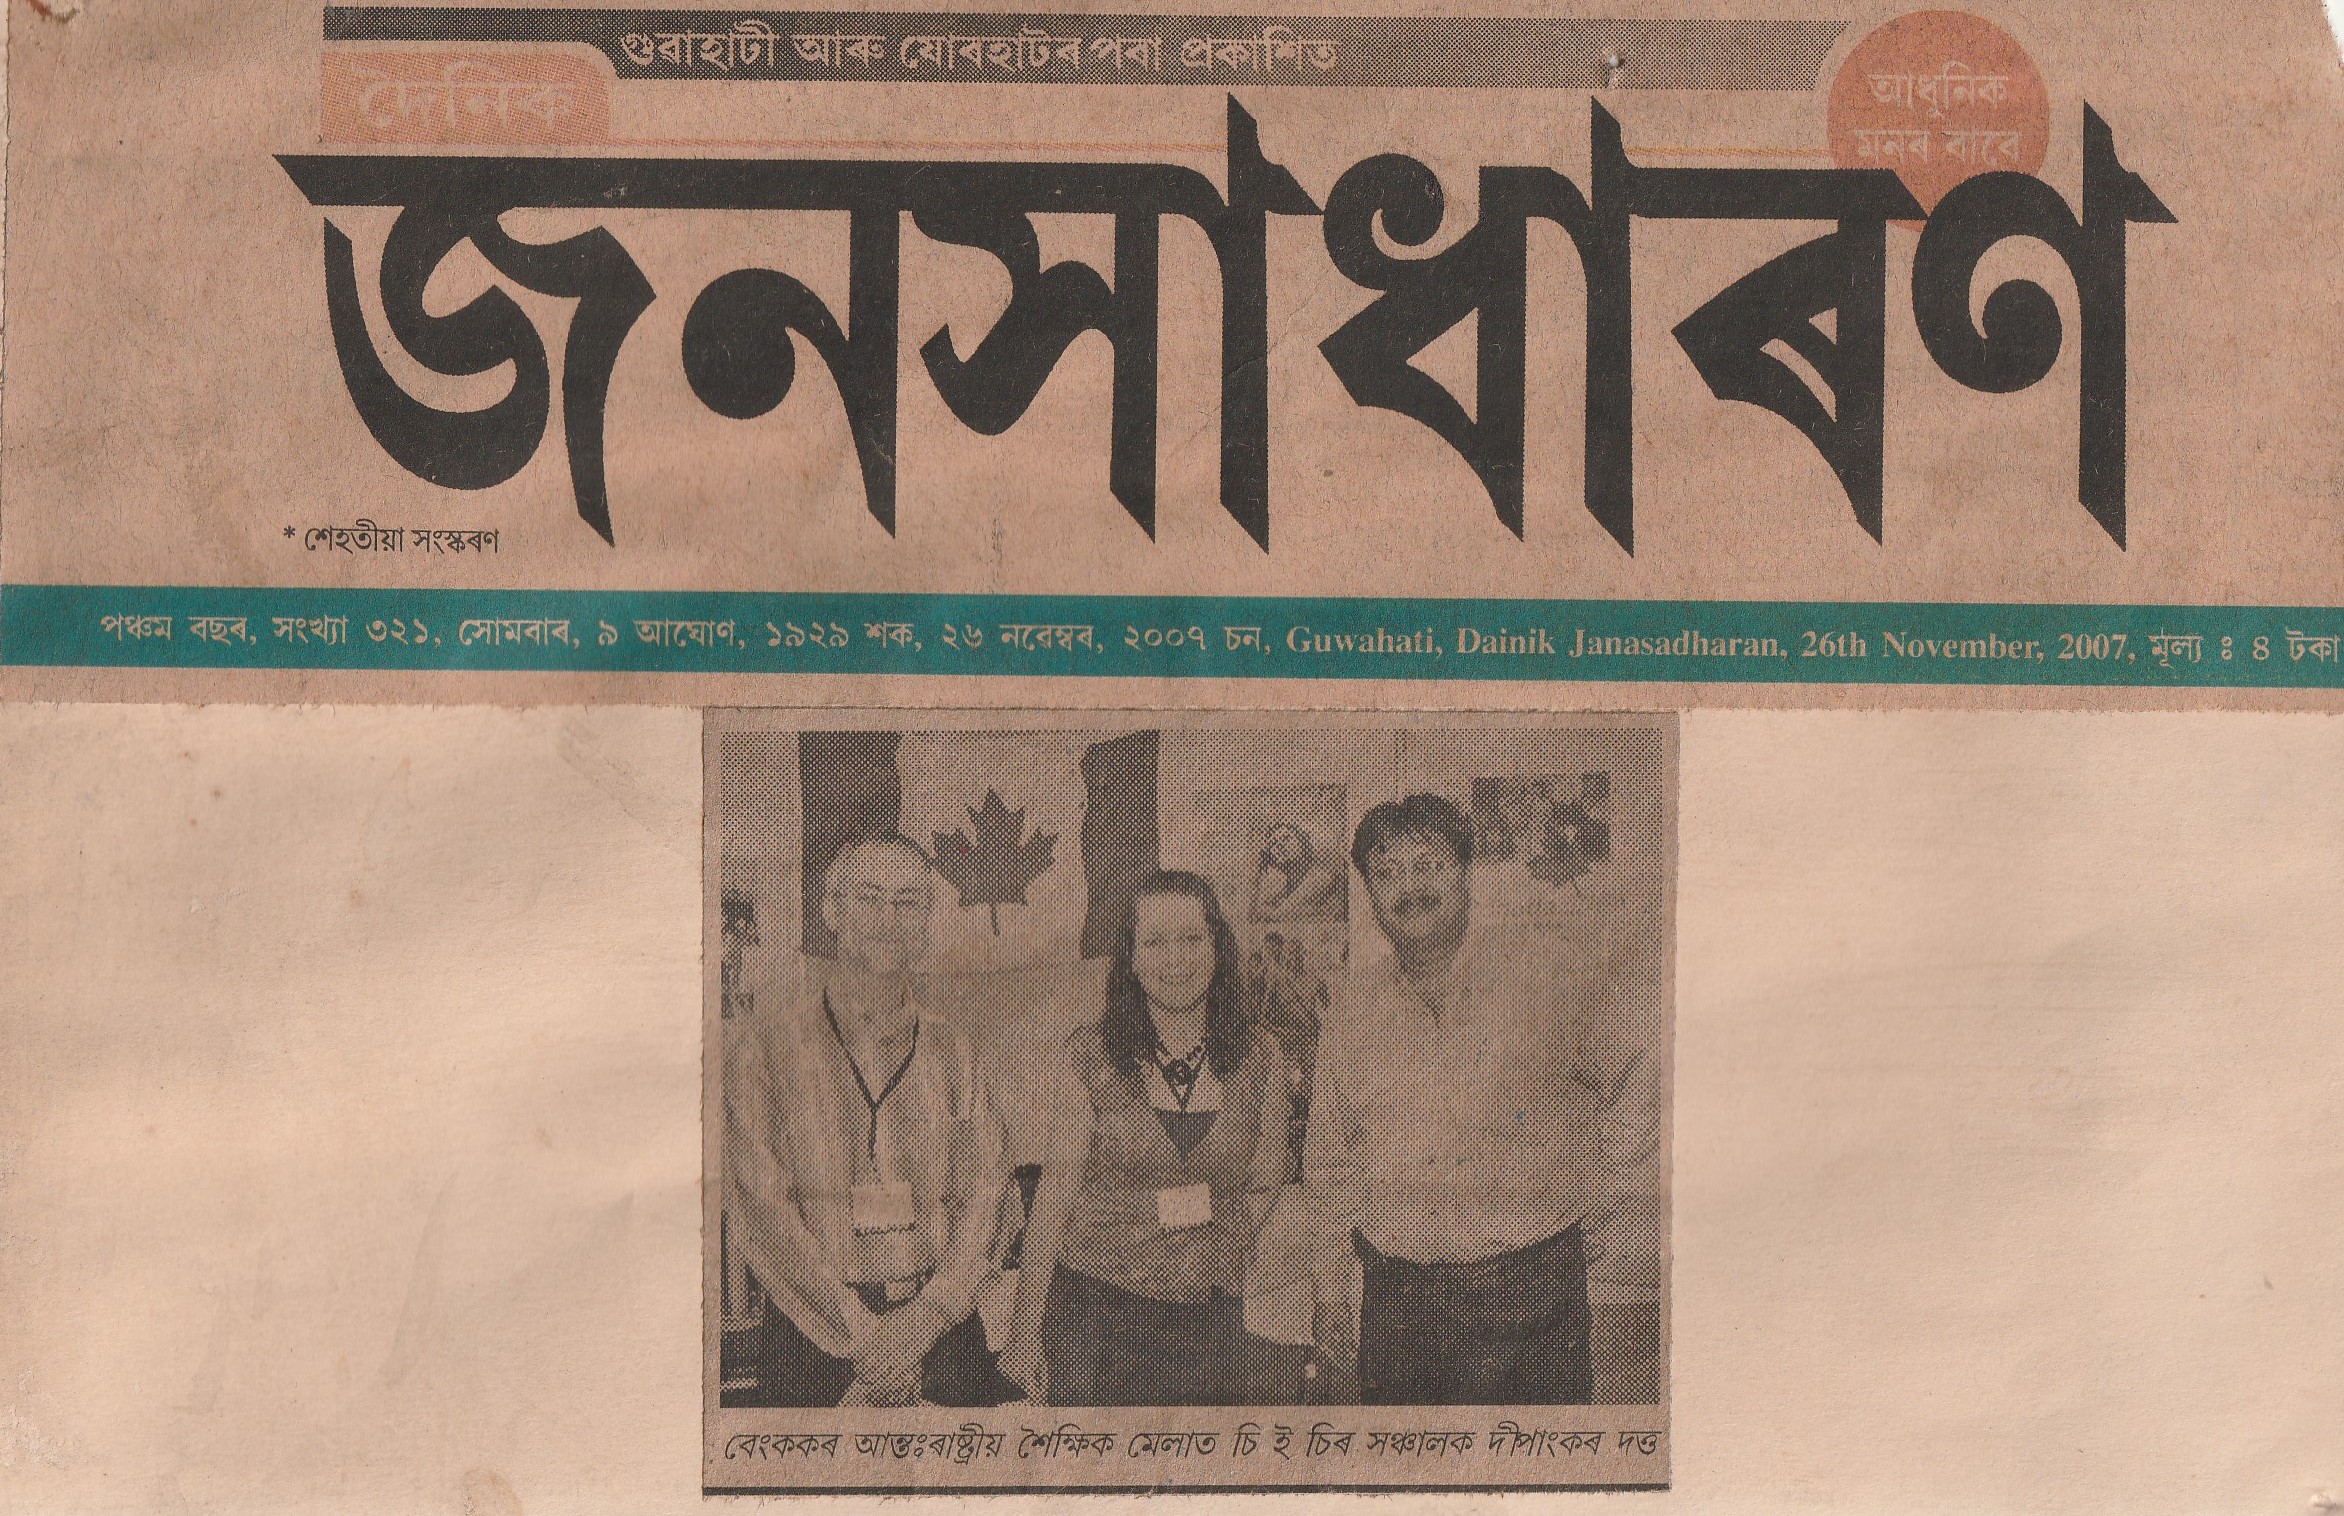 গুৱাহাটী আৰু যোৰহাটৰ পৰা প্ৰকাশিত
দৈনিক
আধুনিক
মনৰ বাবে
জনসাধাৰণ
* শেহতীয়া সংস্কৰণ
পঞ্চম বছৰ, সংখ্যা ৩২১, সোমবাৰ, ৯ আঘোণ, ১৯২৯ শক, ২৬ নৱেম্বৰ, ২০০৭ চন, Guwahati, Dainik Janasadharan, 26th November, 2007, মূল্য ঃ ৪ টকা
বেংককৰ আন্তঃৰাষ্ট্ৰীয় শৈক্ষিক মেলাত চি ই চিৰ সঞ্চালক দীপাংকৰ দত্ত